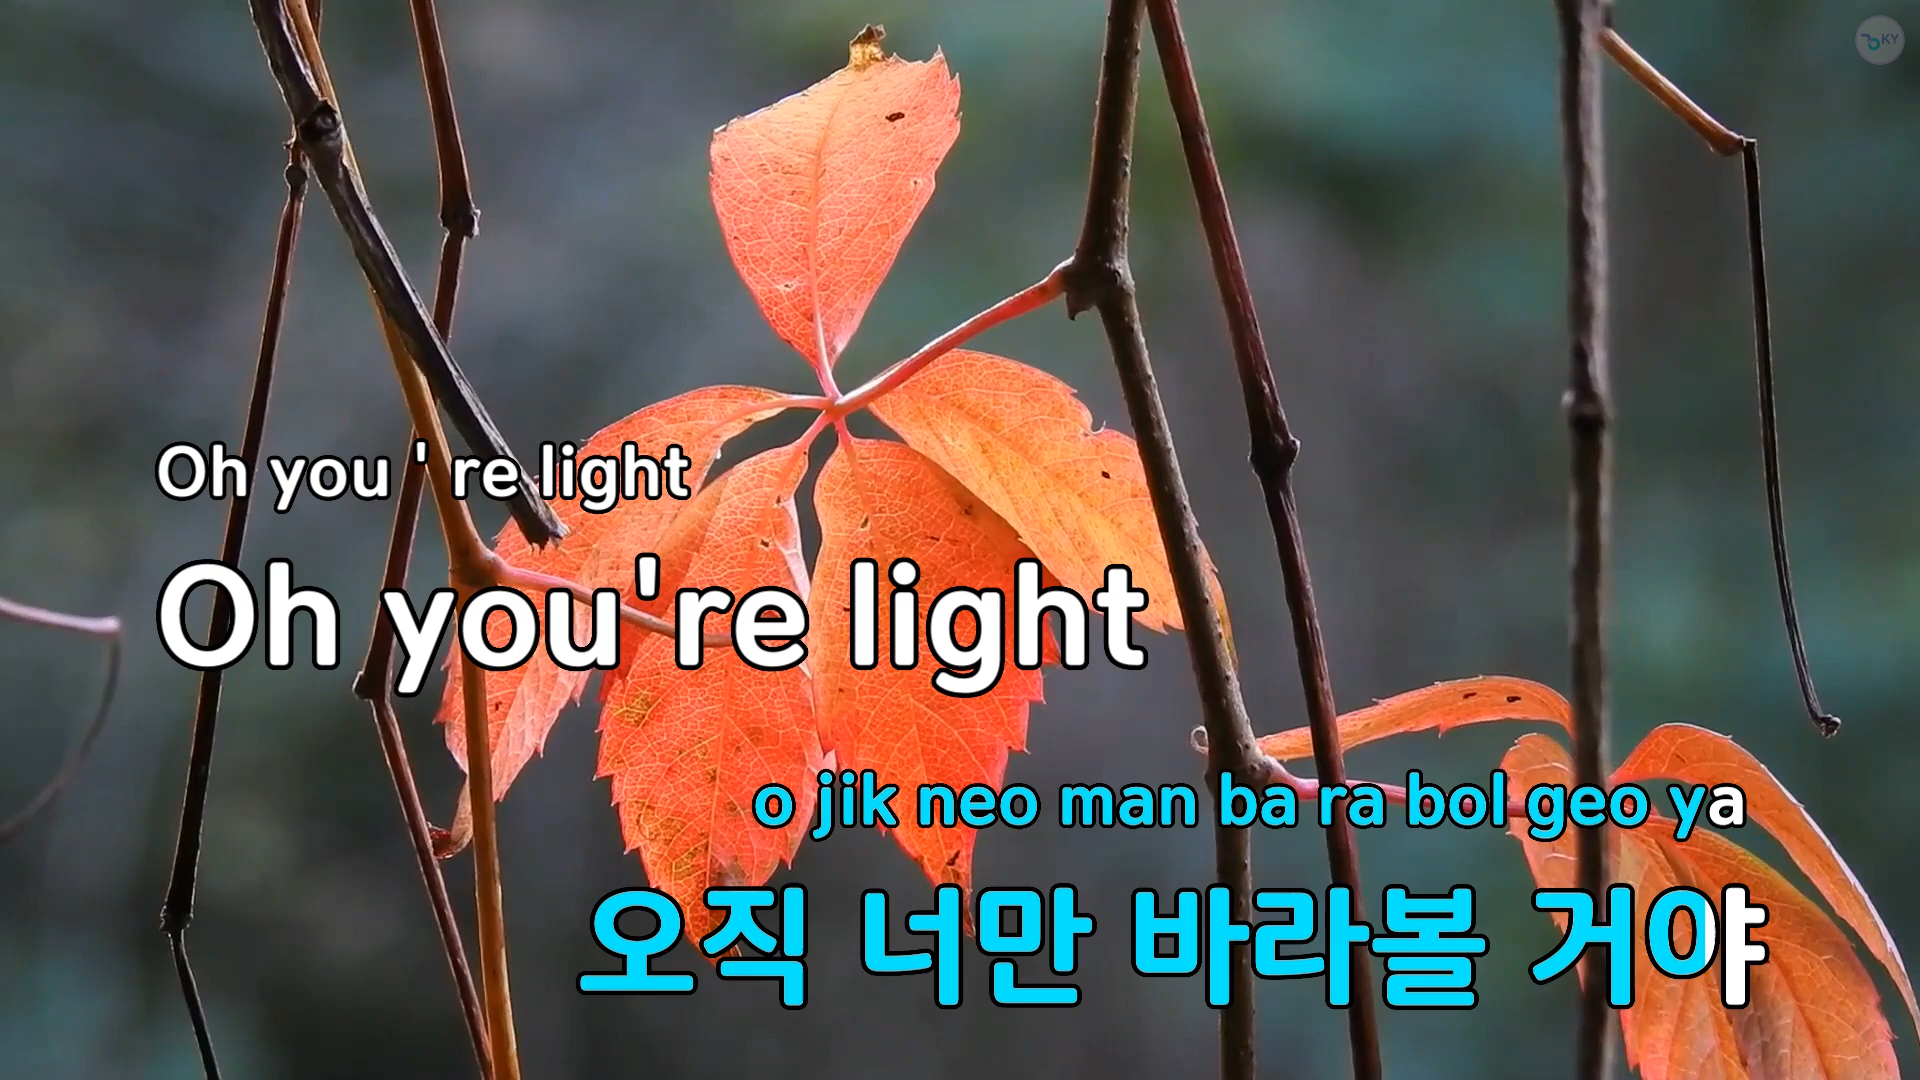 KY
Oh you ' re light
Oh you're light
o jik neo man ba ra bol geo ya
오직 너만 바라볼 거야